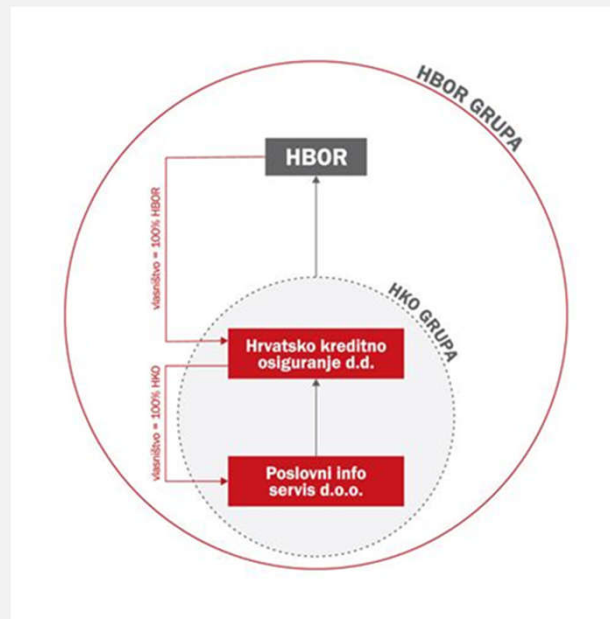 HBOR GRUPA
HBOR
vlasništvo = 100% HBOR
HKO GRUPA
Hrvatsko kreditno
osiguranje d.d.
vlasništvo = 100% HKO
Poslovni info
servis d.o.o.